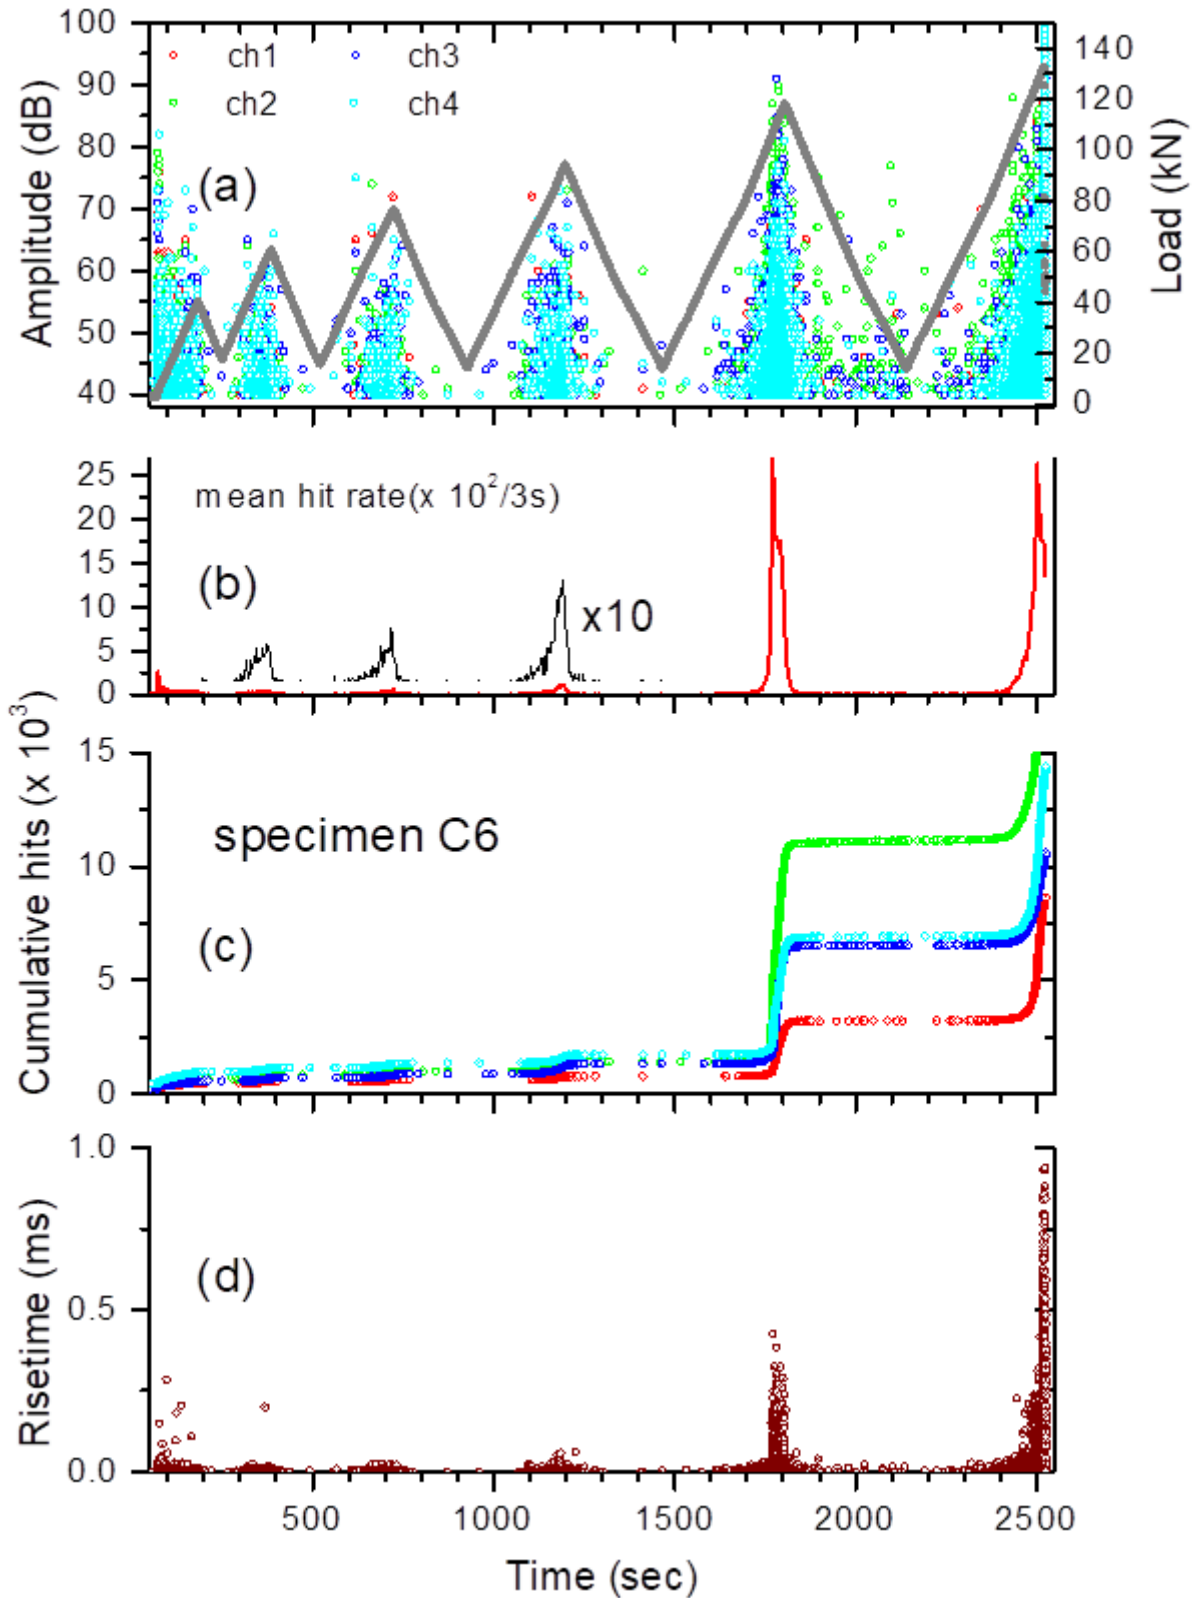 100
90
80
70
60
50
40
Amplitude (dB)
ch1
ch3
ch2
ch4
(a)
140
120
100
80
60
40
20
0
Load (kN)
25
20
15
10
5
0
mean hit rate(x 10²/3s)
(b)
x10
15
10
5
0
Cumulative hits (x 10³)
specimen C6
(c)
1.0
0.5
0.0
Risetime (ms)
(d)
500
1000
1500
2000
2500
Time (sec)